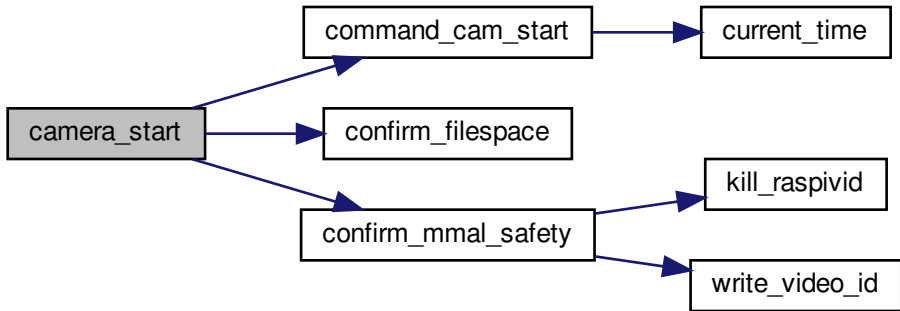 command_cam_start
current_time
camera_start
confirm_filespace
kill_raspivid
confirm_mmal_safety
write_video_id